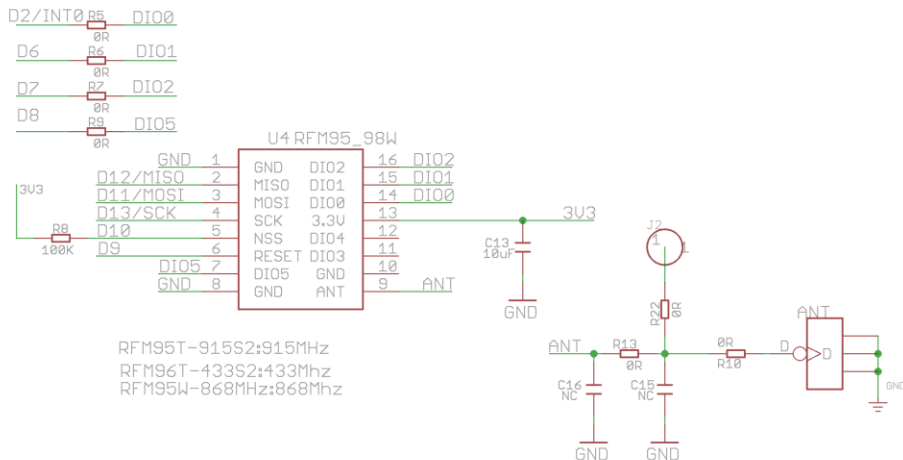 D2/INT0 R5 DIO0
0R
D6 R6 DIO1
0R
D7 R7 DIO2
0R
D8 R9 DIO5
0R
U4 RFM95_98W
GND 1 GND DIO2 16 DIO2
D12/MISO 2 MISO DIO1 15 DIO1
D11/MOSI 3 MOSI DIO0 14 DIO0
D13/SCK 4 SCK 3.3V 13 3V3
3V3 R8 100K D10 5 NSS DIO4 12
D9 6 RESET DIO3 11
DIO5 7 DIO5 GND 10
GND 8 GND ANT 9 ANT
C13
10uF
GND
J2
1 1
R22 0R
ANT
ANT R13 0R
0R R10
D D
C16
NC
C15
NC
GND
GND GND
RFM95T-915S2:915MHz
RFM96T-433S2:433Mhz
RFM95W-868MHz:868Mhz